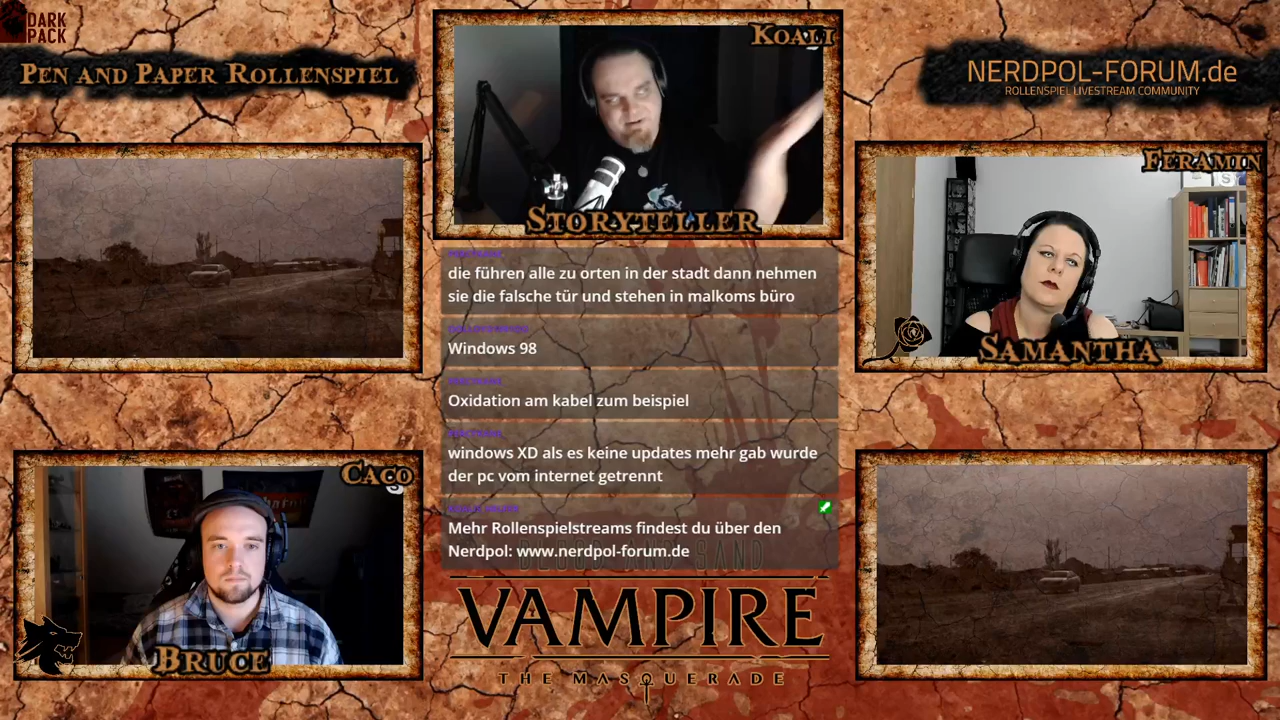 DARK
PACK
PEN AND PAPER ROLLENSPIEL
KOALI
STORYTELLER
NERDPOL-FORUM.de
ROLLENSPIEL LIVESTREAM COMMUNITY
FERAMIN
SAMANTHA
die führen alle zu orten in der stadt dann nehmen
sie die falsche tür und stehen in malkoms büro
Windows 98
Oxidation am kabel zum beispiel
windows XD als es keine updates mehr gab wurde
der pc vom internet getrennt
Mehr Rollenspielstreams findest du über den
Nerdpol: www.nerdpol-forum.de
BLOOD AND SAND
VAMPIRE
THE MASQUERADE
CACO
BRUCE